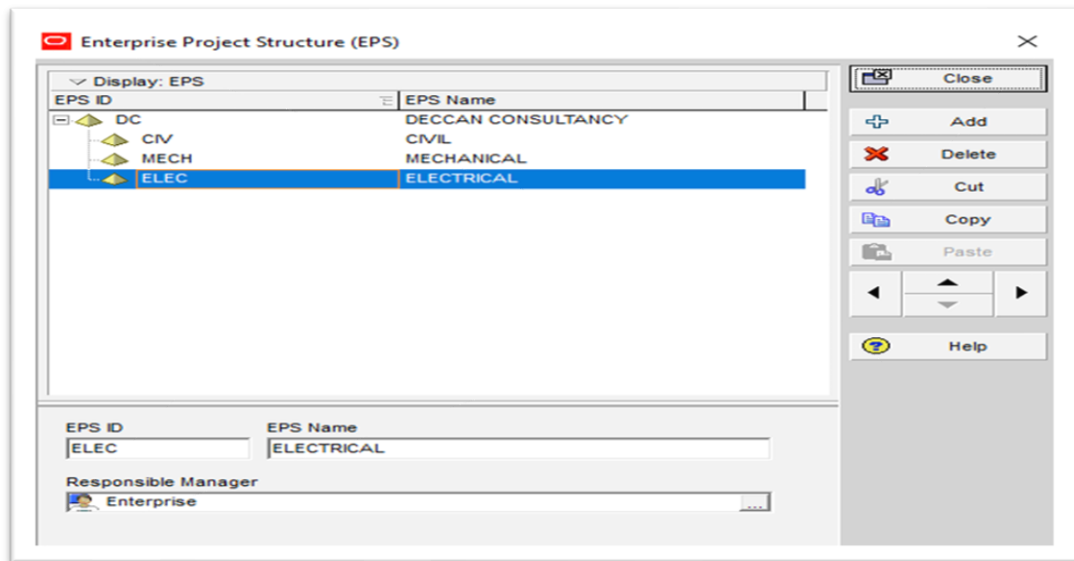 Enterprise Project Structure (EPS)
Display: EPS
EPS ID EPS Name
DC DECCAN CONSULTANCY
CIV CIVIL
MECH MECHANICAL
ELEC ELECTRICAL
Close
Add
Delete
Cut
Copy
Paste
Help
EPS ID EPS Name
ELEC ELECTRICAL
Responsible Manager
Enterprise ...